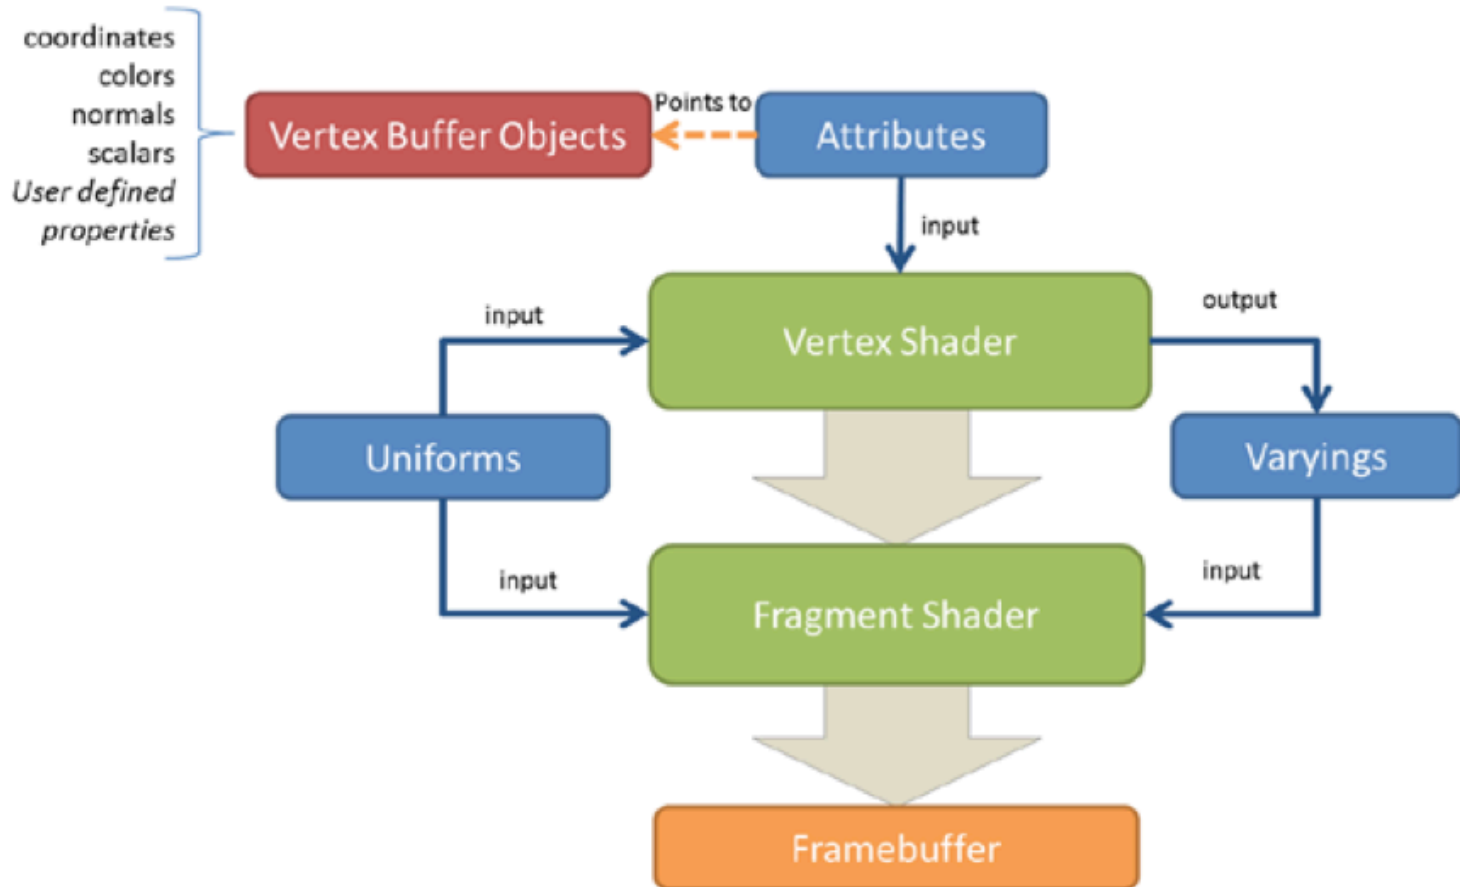 coordinates
colors
normals
scalars
User defined
properties
Vertex Buffer Objects
Points to
Attributes
input
input
Vertex Shader
output
Uniforms
Varyings
input
Fragment Shader
input
Framebuffer